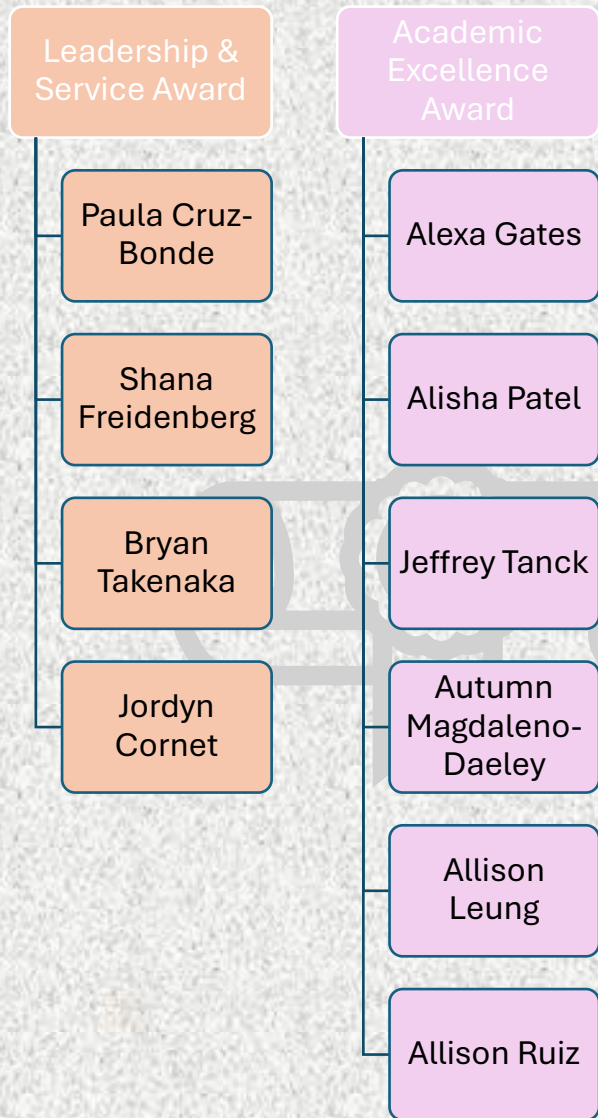 Leadership &
Service Award
Paula Cruz-
Bonde
Shana
Freidenberg
Bryan
Takenaka
Jordyn
Cornet
Academic
Excellence
Award
Alexa Gates
Alisha Patel
Jeffrey Tanck
Autumn
Magdaleno-
Daeley
Allison
Leung
Allison Ruiz